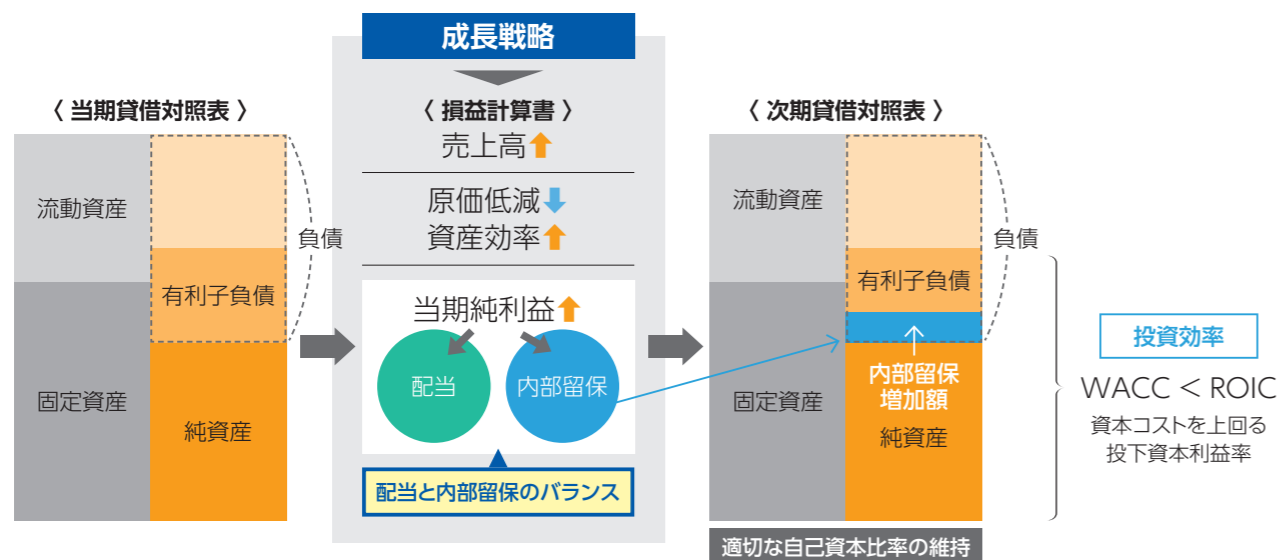 成長戦略
〈 当期貸借対照表 〉
流動資産
固定資産
有利子負債
純資産
負債
〈 損益計算書 〉
売上高
原価低減
資産効率
当期純利益
配当
内部留保
配当と内部留保のバランス
〈 次期貸借対照表 〉
流動資産
固定資産
有利子負債
内部留保
増加額
純資産
負債
適切な自己資本比率の維持
投資効率
WACC < ROIC
資本コストを上回る
投下資本利益率